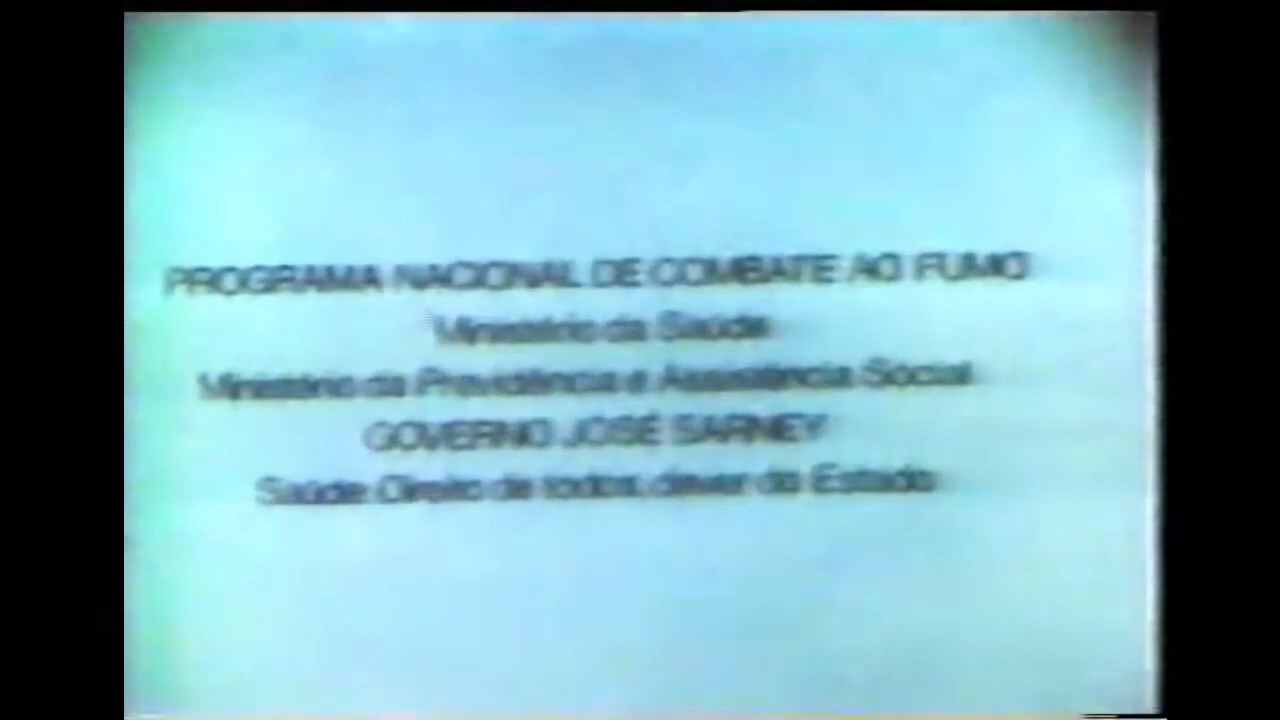 PROGRAMA NACIONAL DE COMBATE AO FUMO
Ministério da Saúde
Ministério da Previdência e Assistência Social
GOVERNO JOSÉ SARNEY
Saúde: Direito de todos, dever do Estado